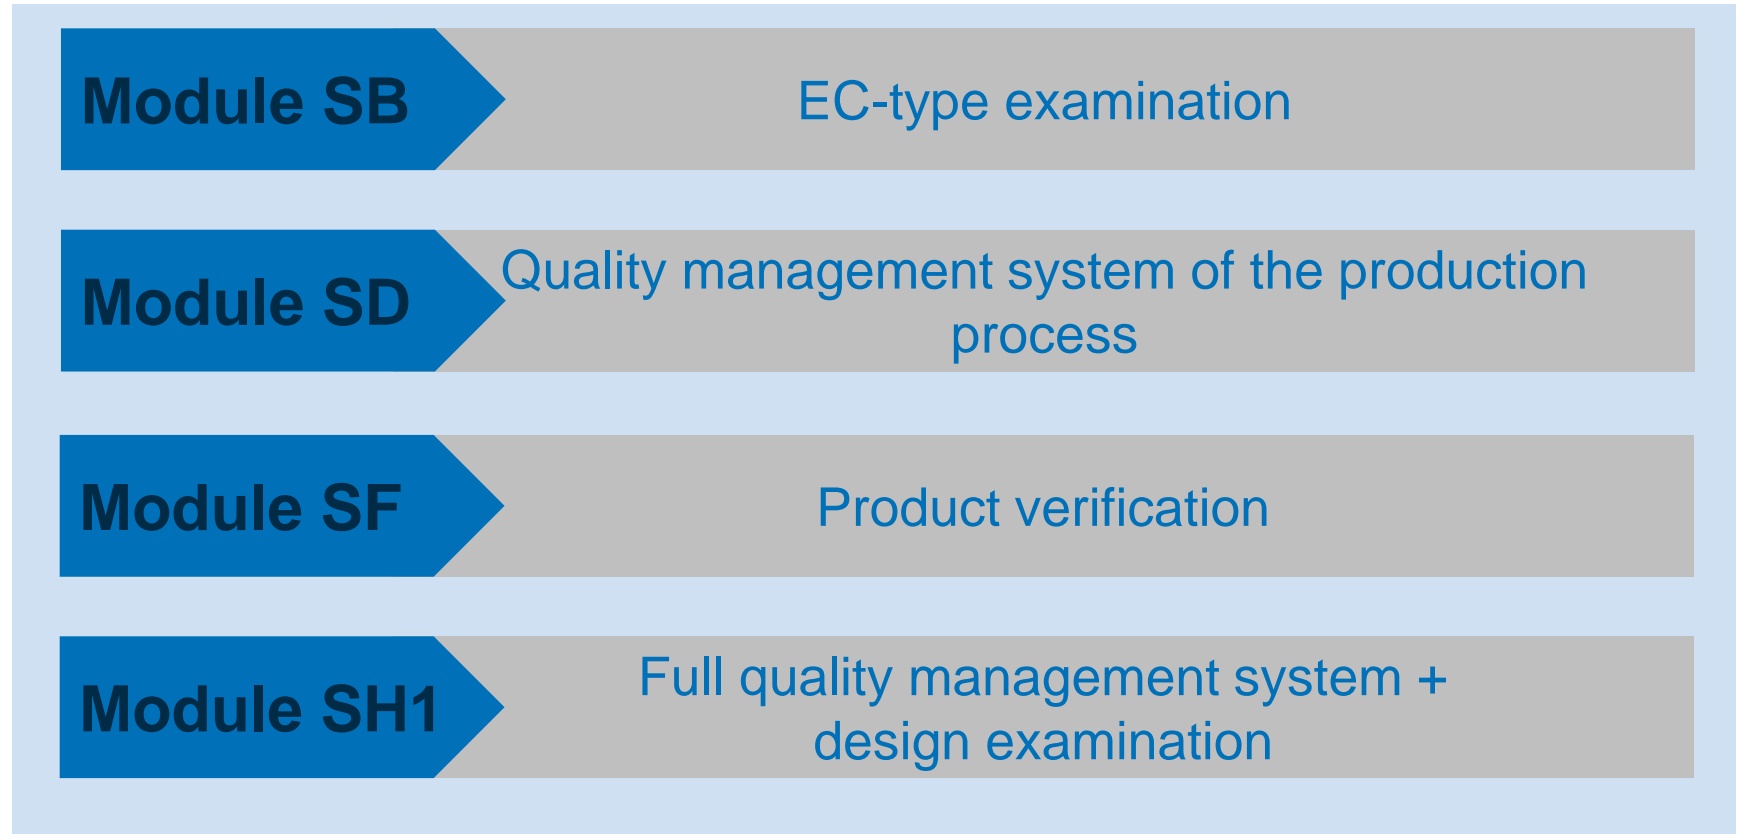 Module SB
EC-type examination
Module SD
Quality management system of the production
process
Module SF
Product verification
Module SH1
Full quality management system +
design examination